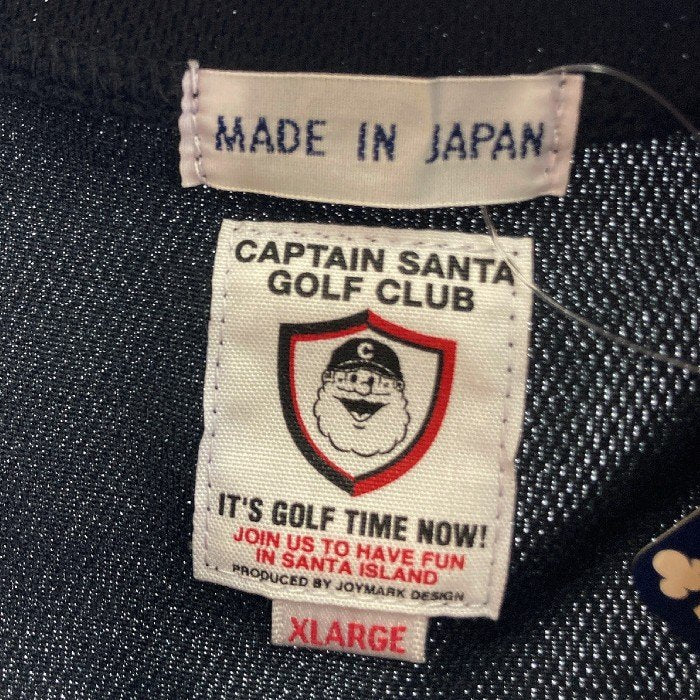 MADE IN JAPAN
CAPTAIN SANTA
GOLF CLUB
C
IT'S GOLF TIME NOW!
JOIN US TO HAVE FUN
IN SANTA ISLAND
PRODUCED BY JOYMARK DESIGN
XLARGE